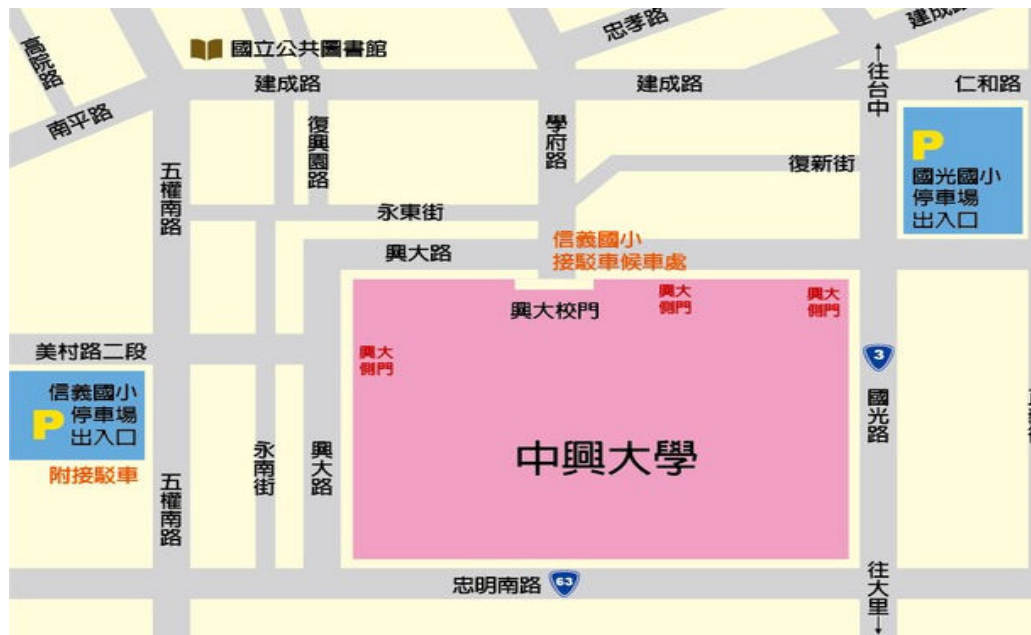 忠孝路
建成路
高院路
國立公共圖書館
↑往台中
建成路
建成路
仁和路
南平路
復興園路
學府路
P
國光國小
停車場
出入口
復新街
五權南路
永東街
信義國小
接駁車候車處
興大路
興大
側門
興大
側門
興大校門
美村路二段
興大
側門
3
信義國小
P
停車場
出入口
國光路
中興大學
永南街
興大路
附接駁車
五權南路
忠明南路
63
往大里↓